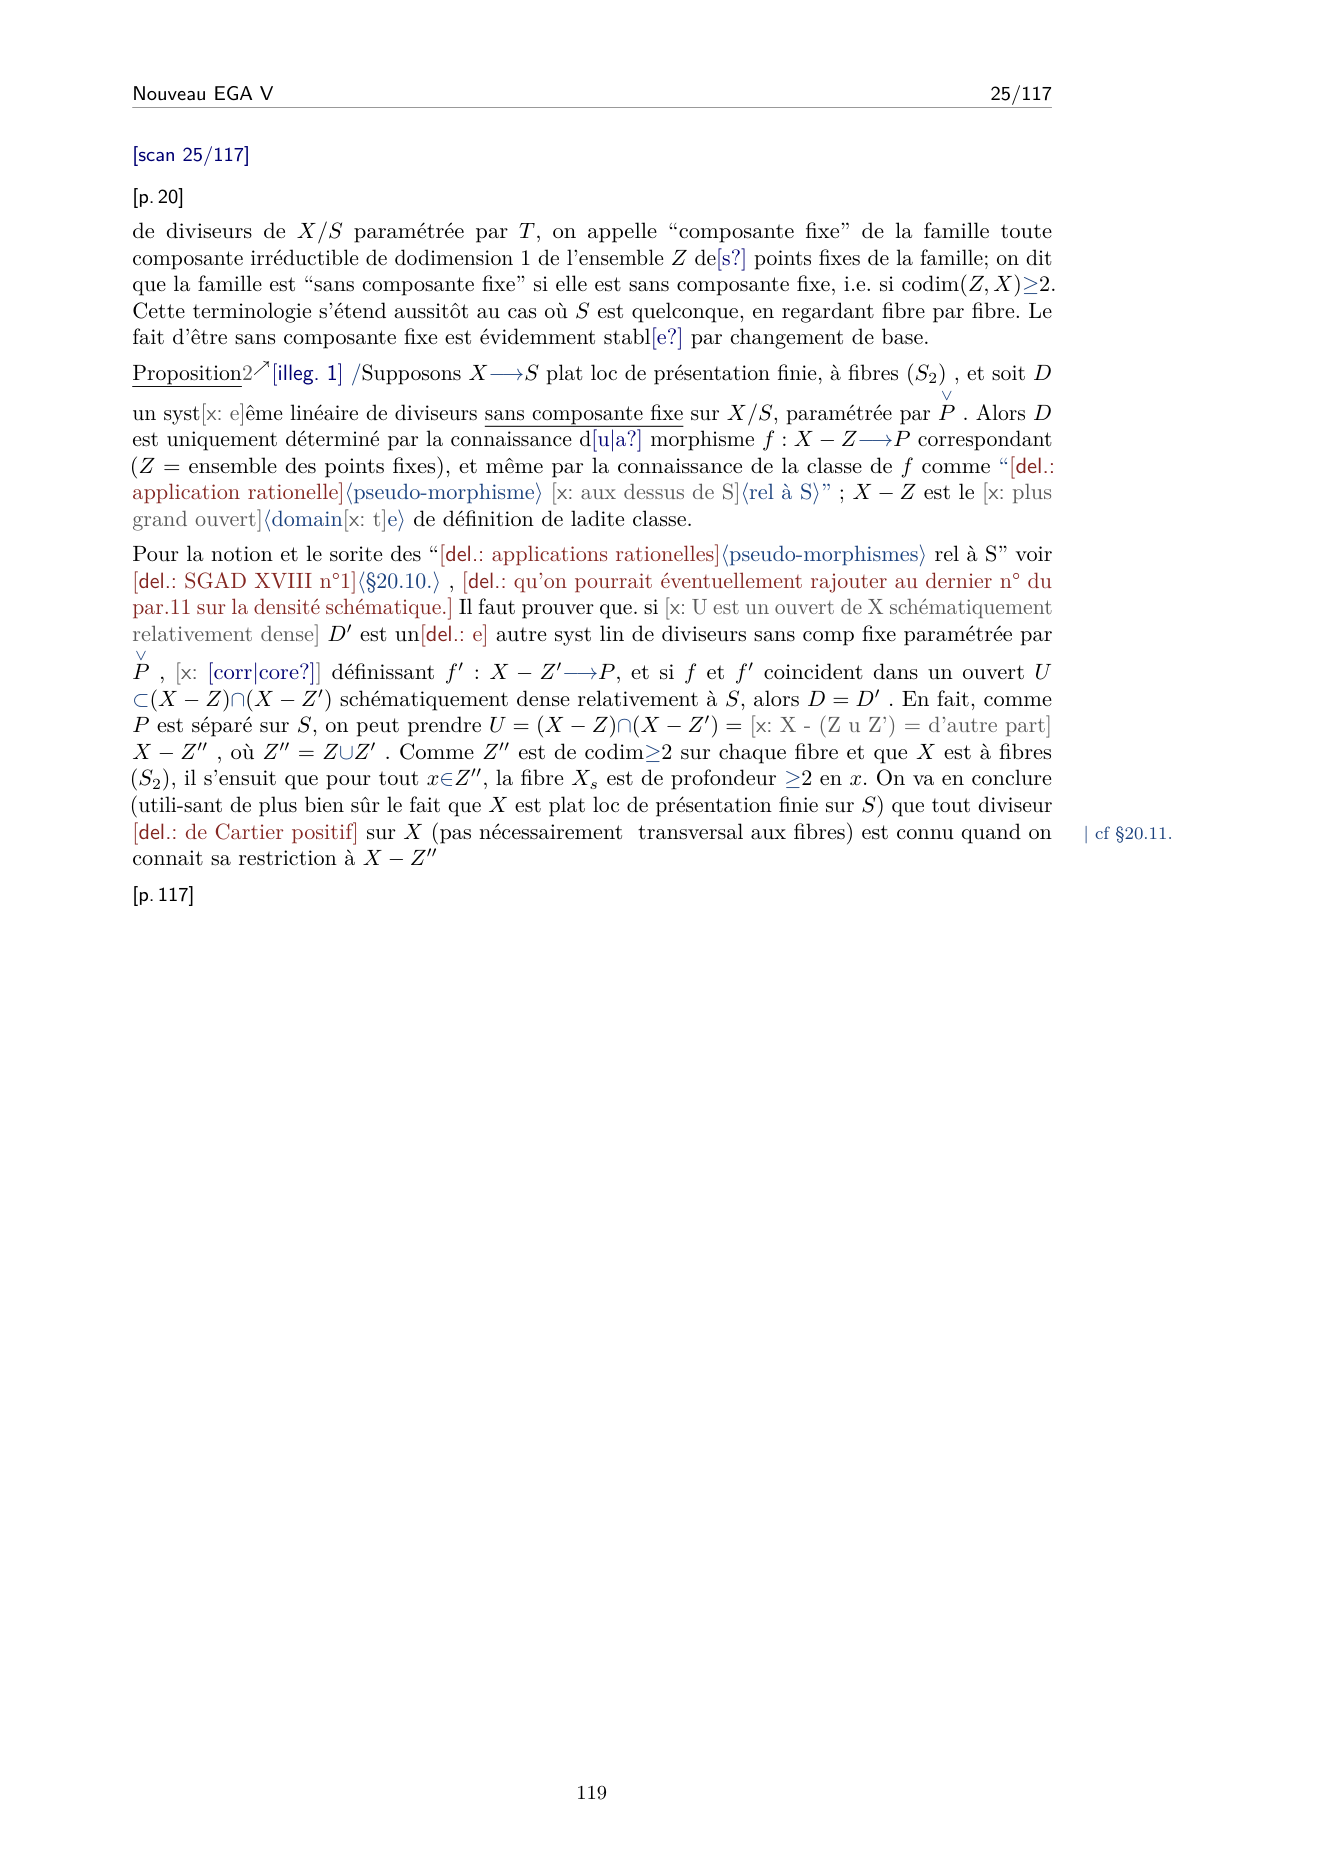 Nouveau EGA V 25/117
[scan 25/117]
[p. 20]
de diviseurs de X/S paramétrée par T, on appelle “composante fixe” de la famille toute
composante irréductible de dodimension 1 de l'ensemble Z de[s?] points fixes de la famille; on dit
que la famille est “sans composante fixe” si elle est sans composante fixe, i.e. si codim(Z, X)≥2.
Cette terminologie s'étend aussitôt au cas où S est quelconque, en regardant fibre par fibre. Le
fait d'être sans composante fixe est évidemment stabl[e?] par changement de base.
Proposition2↗[illeg. 1] /Supposons X⟶S plat loc de présentation finie, à fibres (S₂) , et soit D
un syst[x: e]ême linéaire de diviseurs sans composante fixe sur X/S, paramétrée par P̌ . Alors D
est uniquement déterminé par la connaissance d[u|a?] morphisme f : X − Z⟶P correspondant
(Z = ensemble des points fixes), et même par la connaissance de la classe de f comme “[del.:
application rationelle]⟨pseudo-morphisme⟩ [x: aux dessus de S]⟨rel à S⟩” ; X − Z est le [x: plus
grand ouvert]⟨domain[x: t]e⟩ de définition de ladite classe.
Pour la notion et le sorite des “[del.: applications rationelles]⟨pseudo-morphismes⟩ rel à S” voir
[del.: SGAD XVIII n°1]⟨§20.10.⟩ , [del.: qu'on pourrait éventuellement rajouter au dernier n° du
par.11 sur la densité schématique.] Il faut prouver que. si [x: U est un ouvert de X schématiquement
relativement dense] D′ est un[del.: e] autre syst lin de diviseurs sans comp fixe paramétrée par
P̌ , [x: [corr|core?]] définissant f′ : X − Z′⟶P, et si f et f′ coincident dans un ouvert U
⊂(X − Z)∩(X − Z′) schématiquement dense relativement à S, alors D = D′ . En fait, comme
P est séparé sur S, on peut prendre U = (X − Z)∩(X − Z′) = [x: X - (Z u Z') = d'autre part]
X − Z′′ , où Z′′ = Z∪Z′ . Comme Z′′ est de codim≥2 sur chaque fibre et que X est à fibres
(S₂), il s'ensuit que pour tout x∈Z′′, la fibre Xₛ est de profondeur ≥2 en x. On va en conclure
(utili-sant de plus bien sûr le fait que X est plat loc de présentation finie sur S) que tout diviseur
[del.: de Cartier positif] sur X (pas nécessairement transversal aux fibres) est connu quand on | cf §20.11.
connait sa restriction à X − Z′′
[p. 117]
119